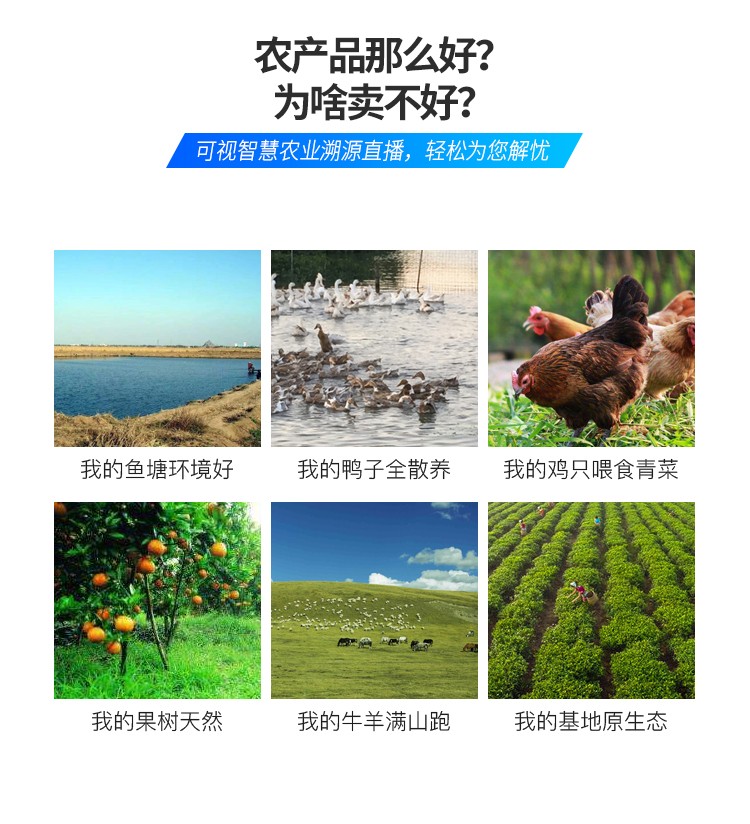 农产品那么好?
为啥卖不好?
可视智慧农业溯源直播，轻松为您解忧
我的鱼塘环境好
我的鸭子全散养
我的鸡只喂食青菜
我的果树天然
我的牛羊满山跑
我的基地原生态